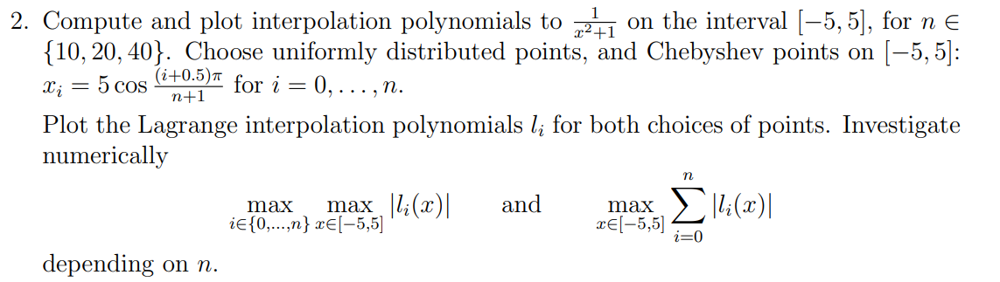 2. Compute and plot interpolation polynomials to $\frac{1}{x^2+1}$ on the interval $[-5, 5]$, for $n \in$
$\{10, 20, 40\}$. Choose uniformly distributed points, and Chebyshev points on $[-5, 5]$:
$x_i = 5 \cos \frac{(i+0.5)\pi}{n+1}$ for $i = 0, \ldots, n$.
Plot the Lagrange interpolation polynomials $l_i$ for both choices of points. Investigate
numerically
$\max_{i \in \{0,\ldots,n\}} \max_{x \in [-5,5]} |l_i(x)|$ and $\max_{x \in [-5,5]} \sum_{i=0}^{n} |l_i(x)|$
depending on $n$.